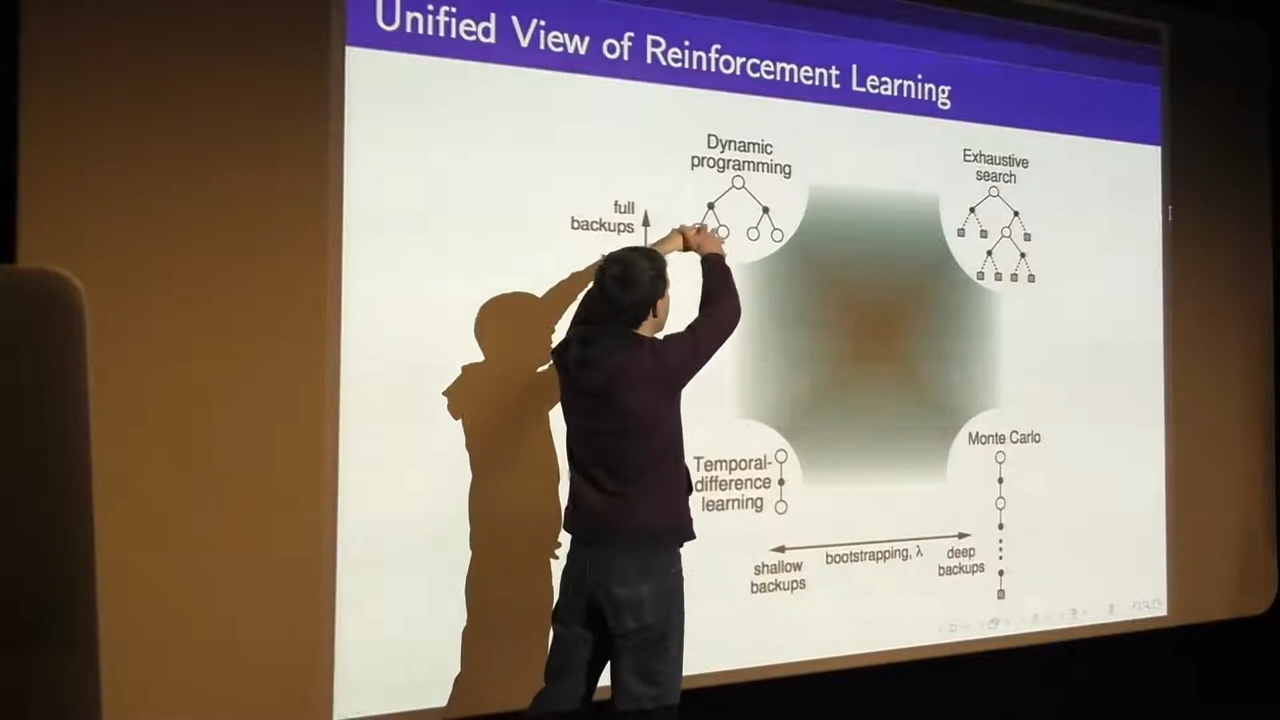 Unified View of Reinforcement Learning
Dynamic
programming
Exhaustive
search
full
backups
Temporal-
difference
learning
Monte Carlo
bootstrapping, λ
shallow
backups
deep
backups